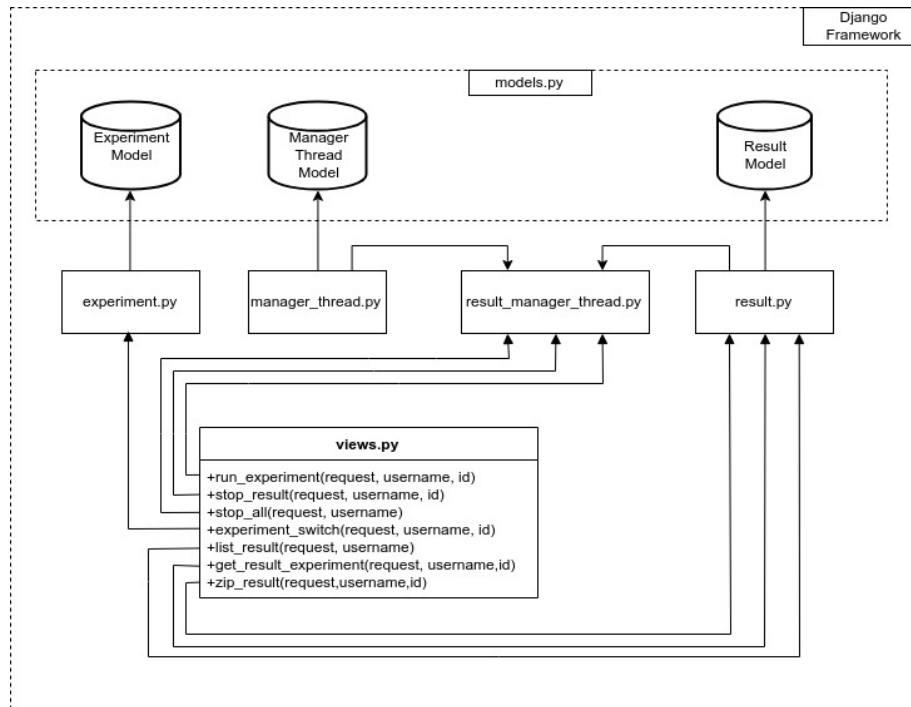 Django
Framework
models.py
Experiment
Model
Manager
Thread
Model
Result
Model
experiment.py
manager_thread.py
result_manager_thread.py
result.py
views.py
+run_experiment(request, username, id)
+stop_result(request, username, id)
+stop_all(request, username)
+experiment_switch(request, username, id)
+list_result(request, username)
+get_result_experiment(request, username,id)
+zip_result(request,username,id)